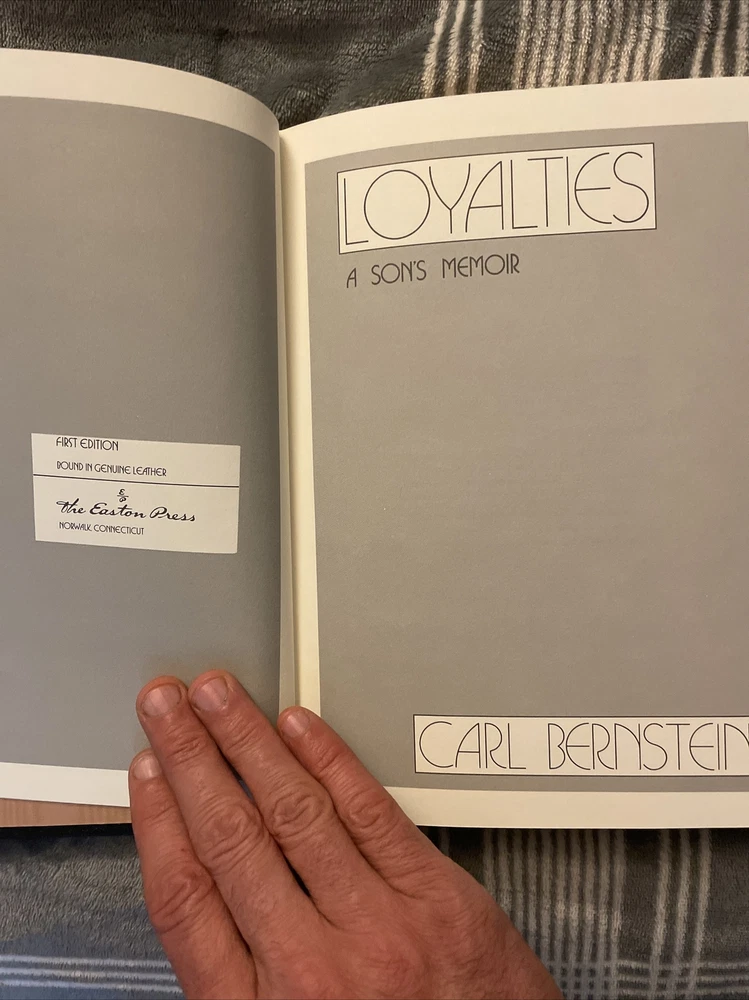 FIRST EDITION
BOUND IN GENUINE LEATHER
E/P
The Easton Press
NORWALK, CONNECTICUT
LOYALTIES
A SON'S MEMOIR
CARL BERNSTEIN